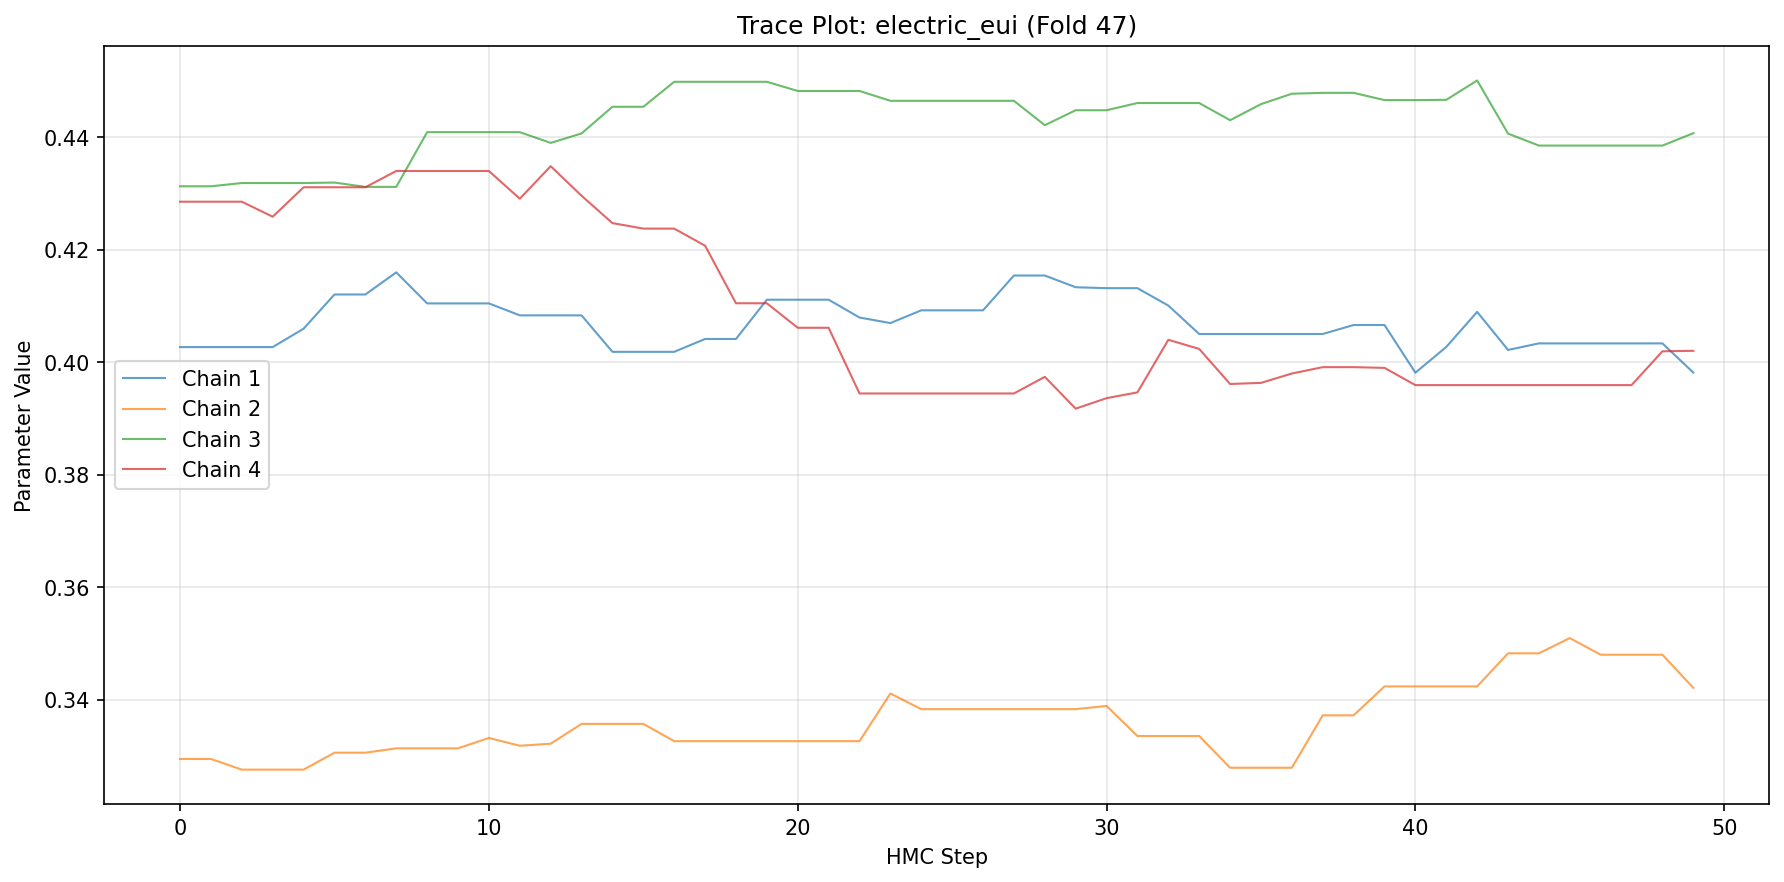 Trace Plot: electric_eui (Fold 47)
Parameter Value
0.44
0.42
0.40
0.38
0.36
0.34
Chain 1
Chain 2
Chain 3
Chain 4
0 10 20 30 40 50
HMC Step